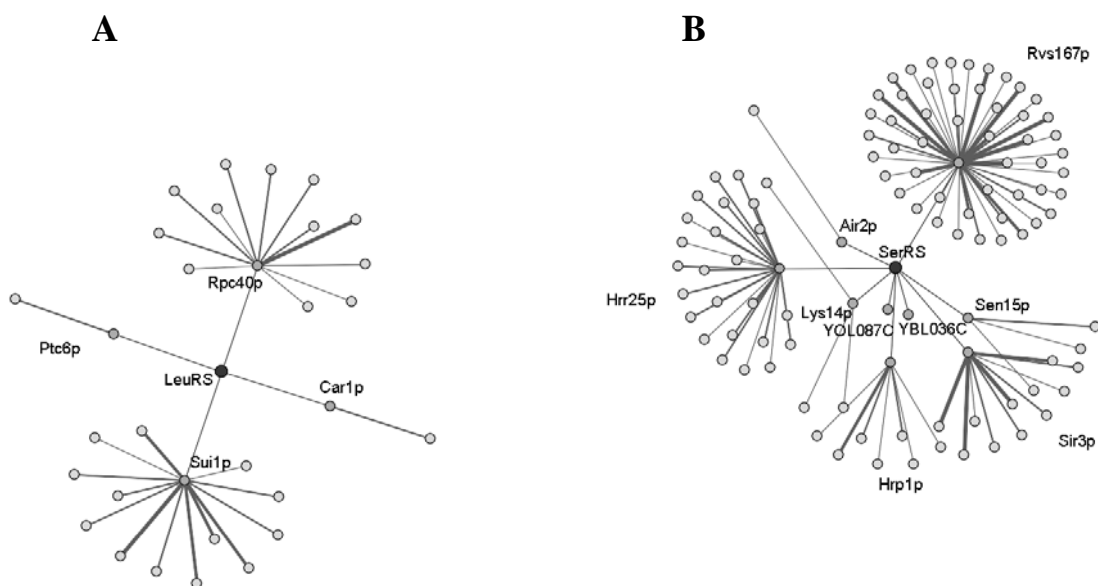 A
B
Rvs167p
Rpc40p
Ptc6p
LeuRS
Car1p
Sui1p
Air2p
SerRS
Hrr25p
Lys14p
YOL087C
YBL036C
Sen15p
Sir3p
Hrp1p